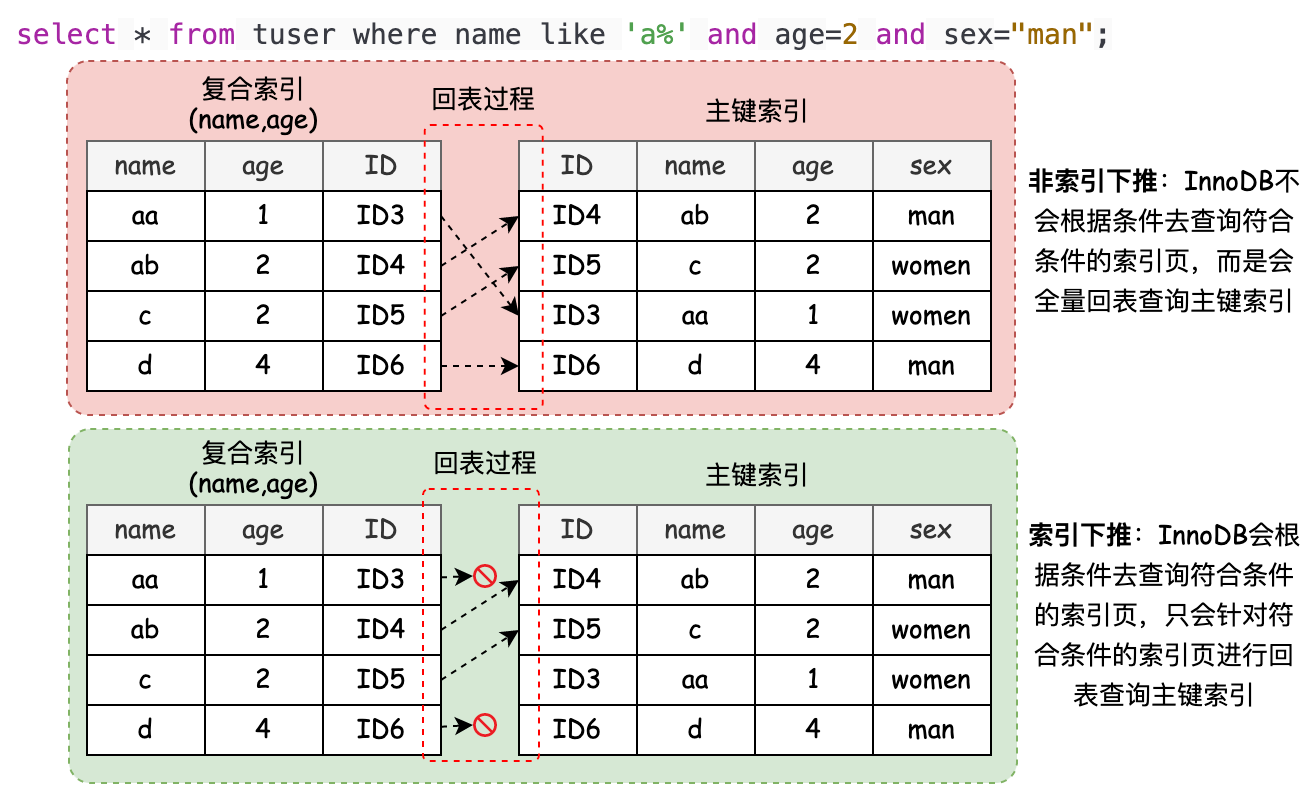 select * from tuser where name like 'a%' and age=2 and sex="man";
复合索引
(name,age)
回表过程
主键索引
name age ID
ID name age sex
aa 1 ID3
ID4 ab 2 man
ab 2 ID4
ID5 c 2 women
c 2 ID5
ID3 aa 1 women
d 4 ID6
ID6 d 4 man
非索引下推：InnoDB不
会根据条件去查询符合
条件的索引页，而是会
全量回表查询主键索引
复合索引
(name,age)
回表过程
主键索引
name age ID
ID name age sex
aa 1 ID3
ID4 ab 2 man
ab 2 ID4
ID5 c 2 women
c 2 ID5
ID3 aa 1 women
d 4 ID6
ID6 d 4 man
索引下推：InnoDB会根
据条件去查询符合条件
的索引页，只会针对符
合条件的索引页进行回
表查询主键索引